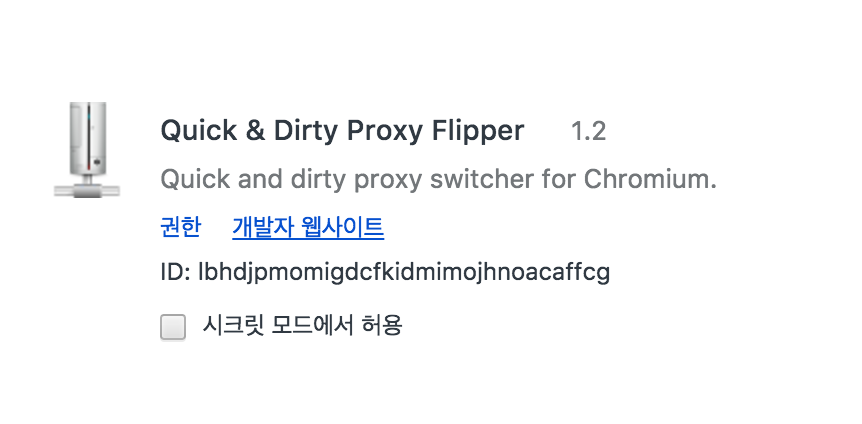 Quick & Dirty Proxy Flipper 1.2
Quick and dirty proxy switcher for Chromium.
권한 개발자 웹사이트
ID: lbhdjpmomigdcfkidmimojhnoacaffcg
시크릿 모드에서 허용